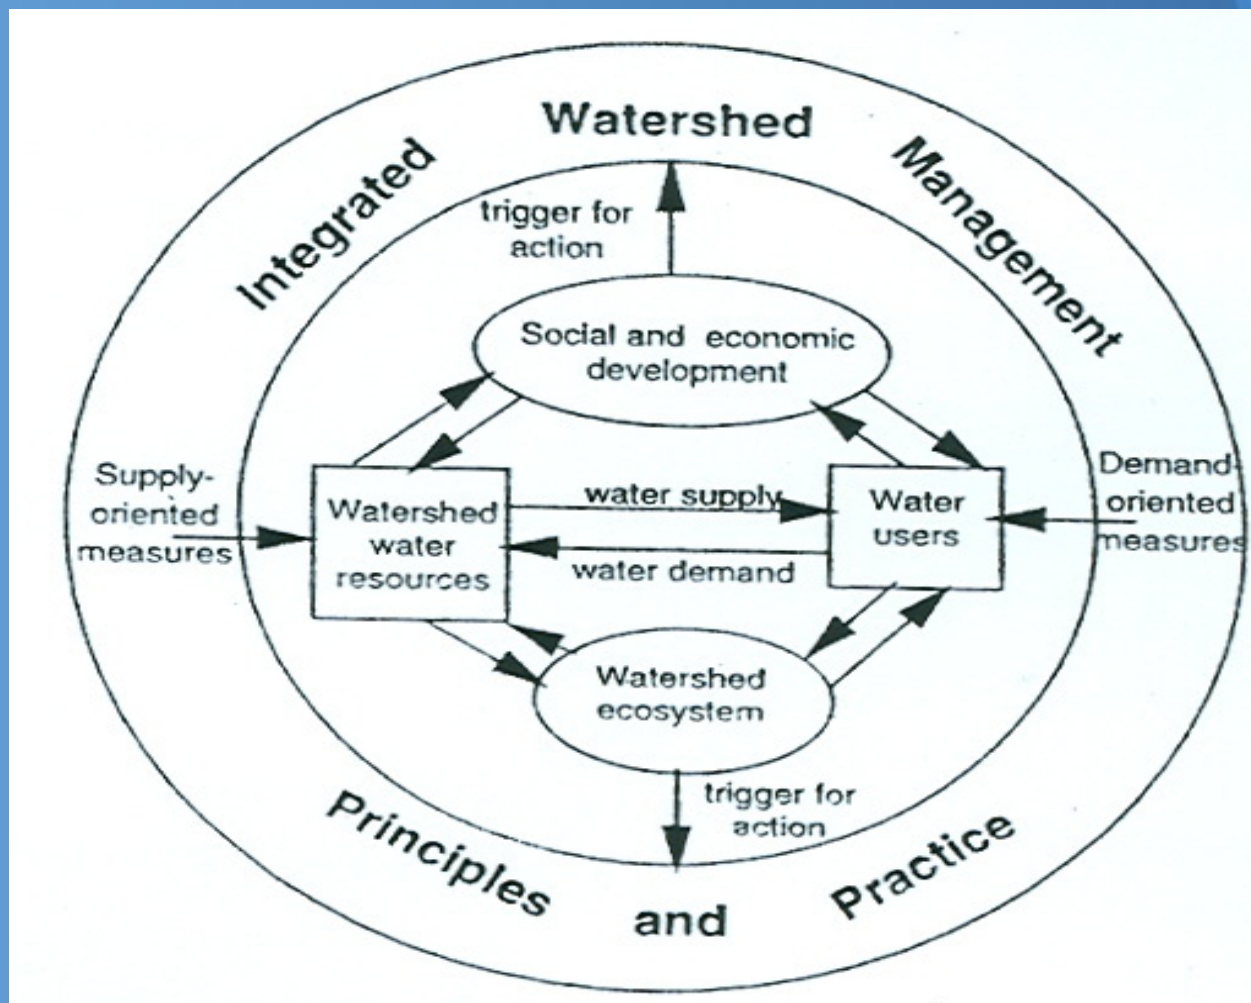 Integrated Watershed Management
trigger for
action
Social and economic
development
Supply-
oriented
measures
Watershed
water
resources
water supply
water demand
Water
users
Demand-
oriented
measures
Watershed
ecosystem
trigger for
action
Principles and Practice